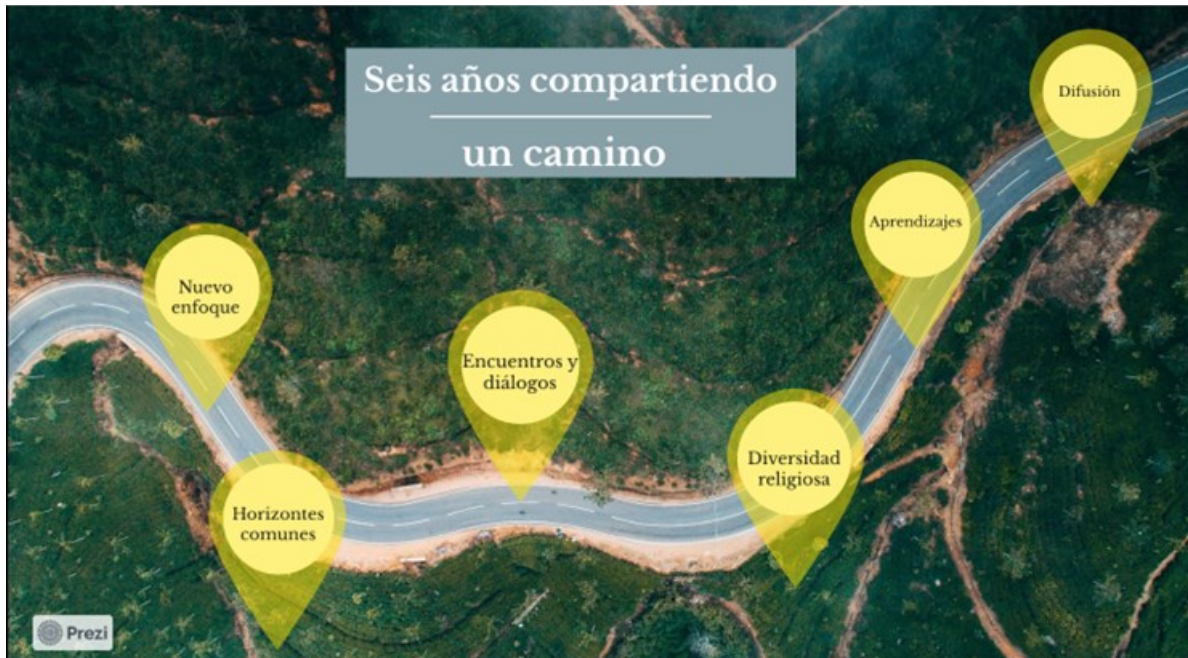 Seis años compartiendo
un camino
Nuevo
enfoque
Horizontes
comunes
Encuentros y
diálogos
Diversidad
religiosa
Aprendizajes
Difusión
Prezi